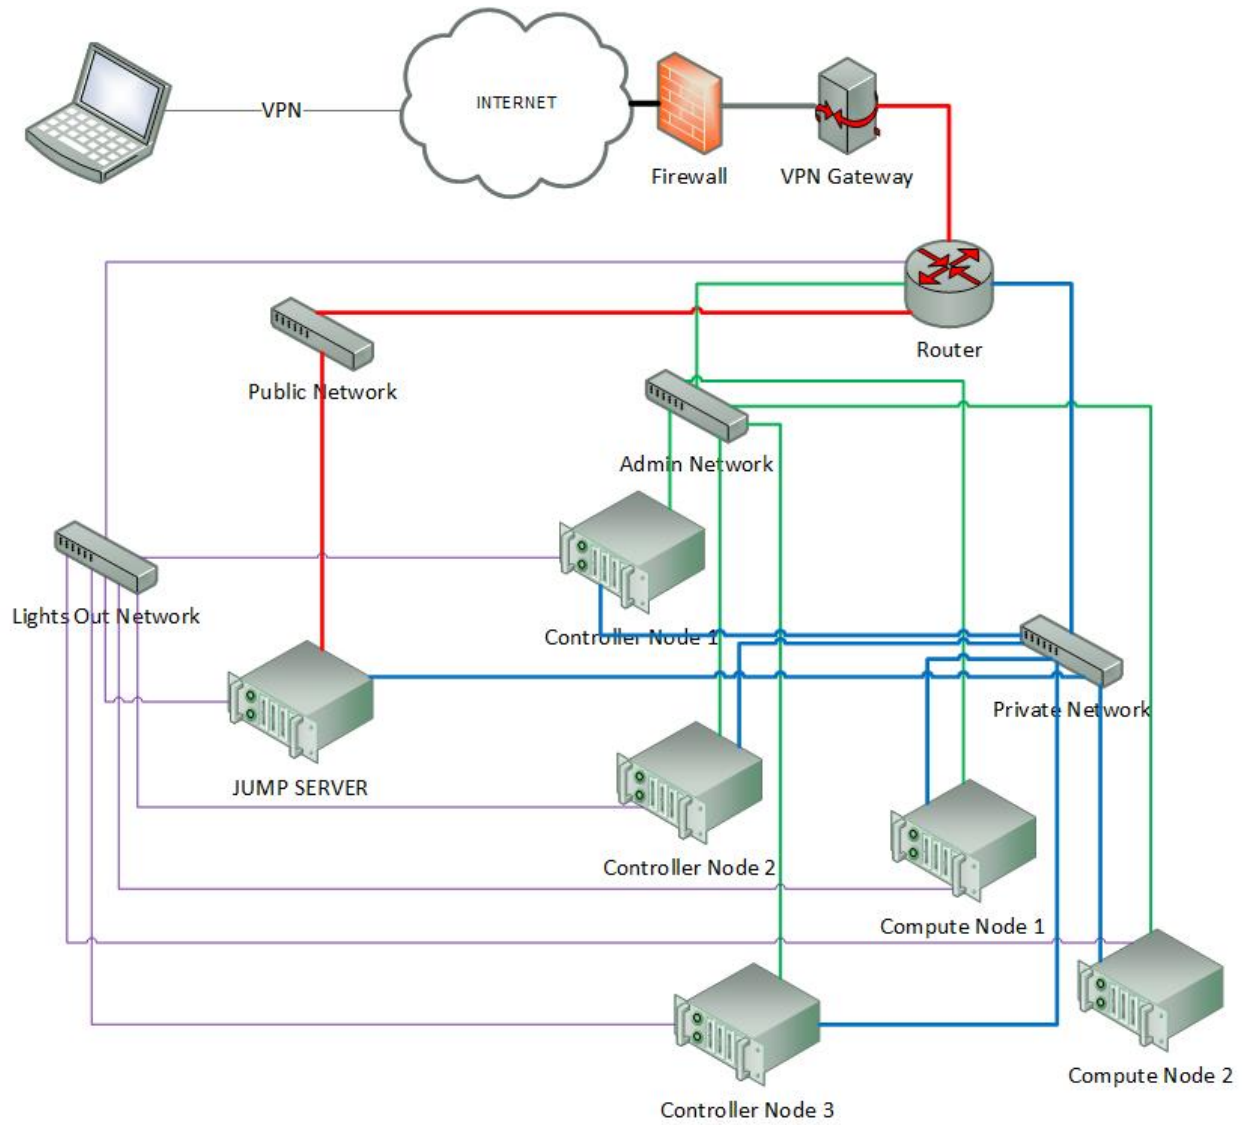 VPN
INTERNET
Firewall
VPN Gateway
Router
Public Network
Admin Network
Lights Out Network
Controller Node 1
Private Network
JUMP SERVER
Controller Node 2
Compute Node 1
Compute Node 2
Controller Node 3